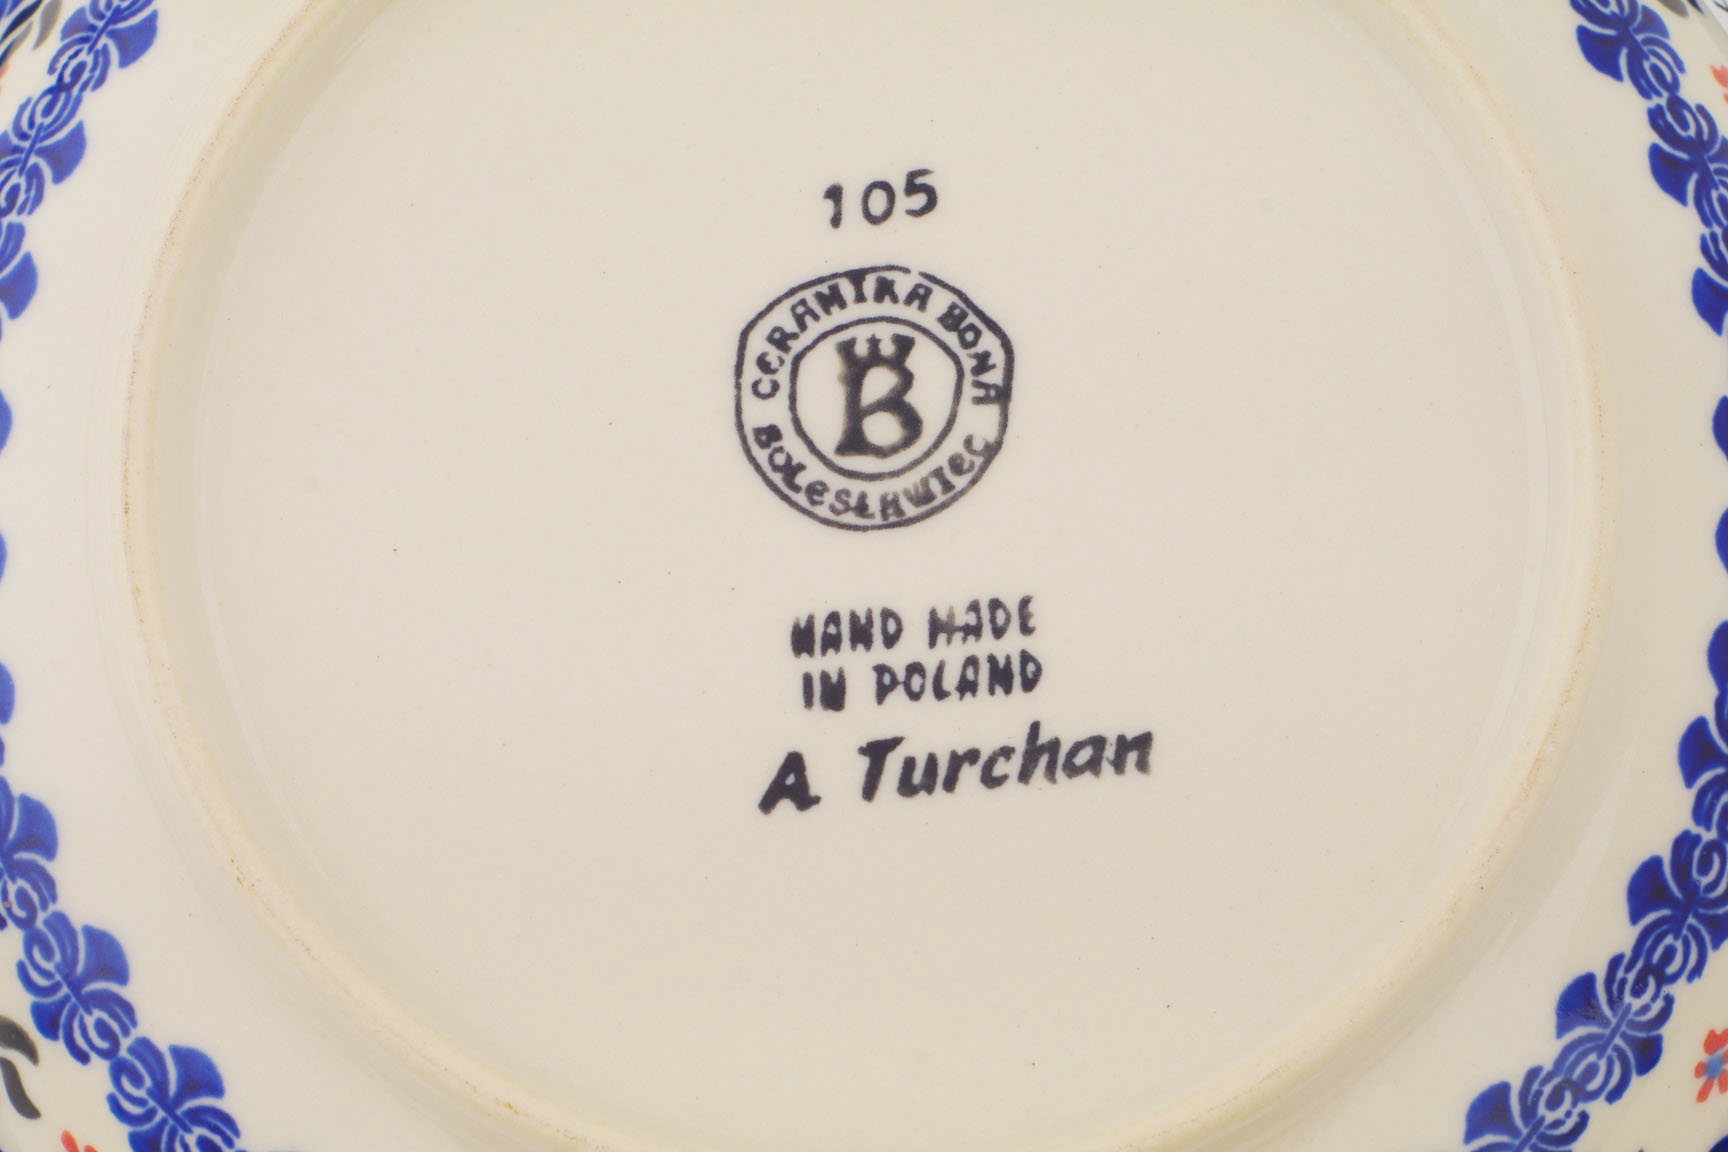 105
CERAMIKA BONA
BOLESŁAWIEC
B
HAND MADE
IN POLAND
A Turchan